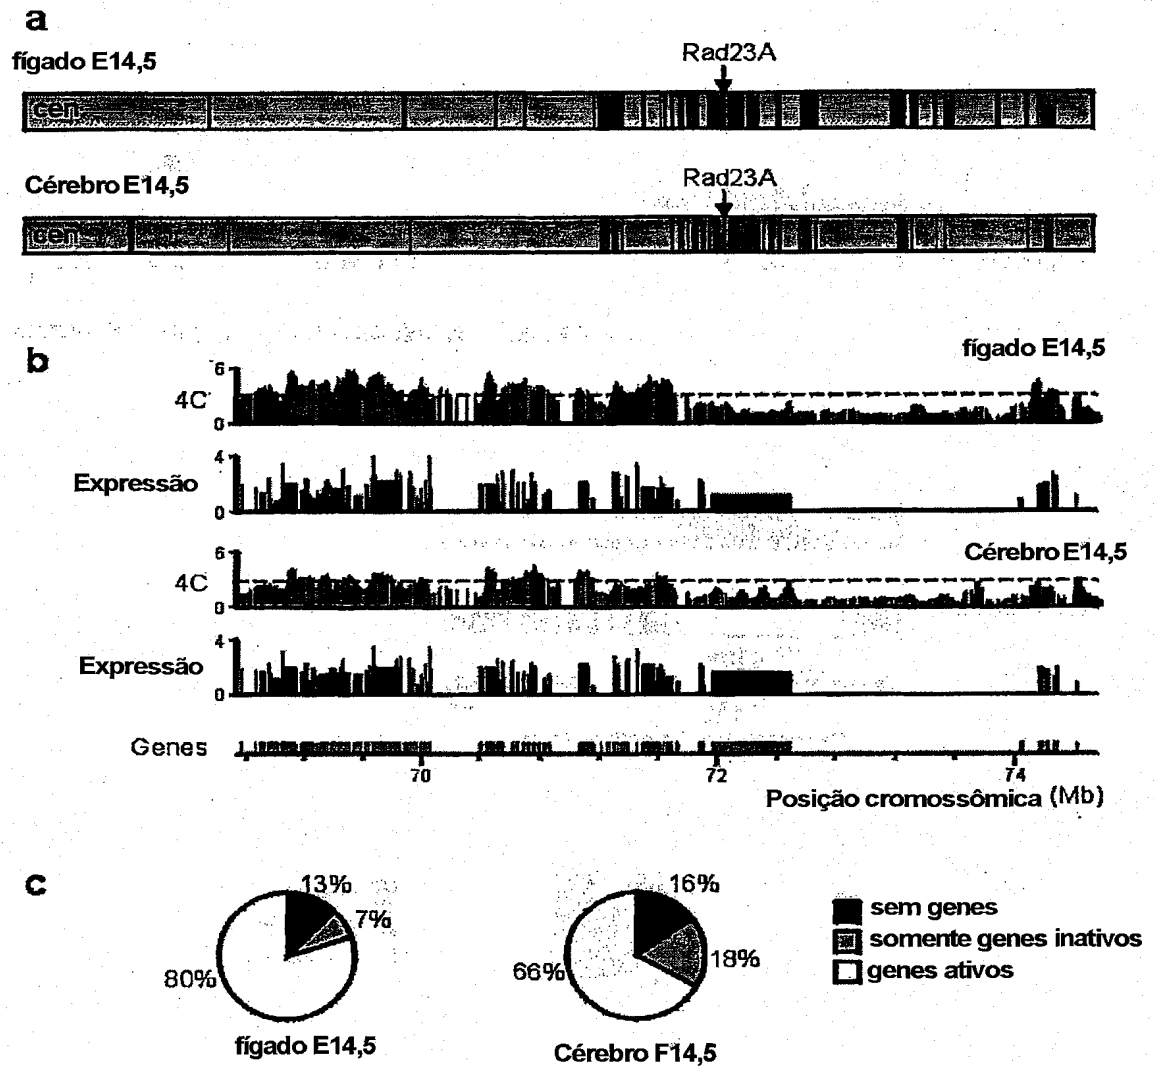 a
fígado E14,5
Rad23A
cen
Cérebro E14,5
Rad23A
cen
b
fígado E14,5
6
4C
0
4
Expressão
0
Cérebro E14,5
6
4C
0
4
Expressão
0
Genes
70
72
74
Posição cromossômica (Mb)
c
13%
7%
80%
fígado E14,5
16%
18%
66%
Cérebro F14,5
sem genes
somente genes inativos
genes ativos